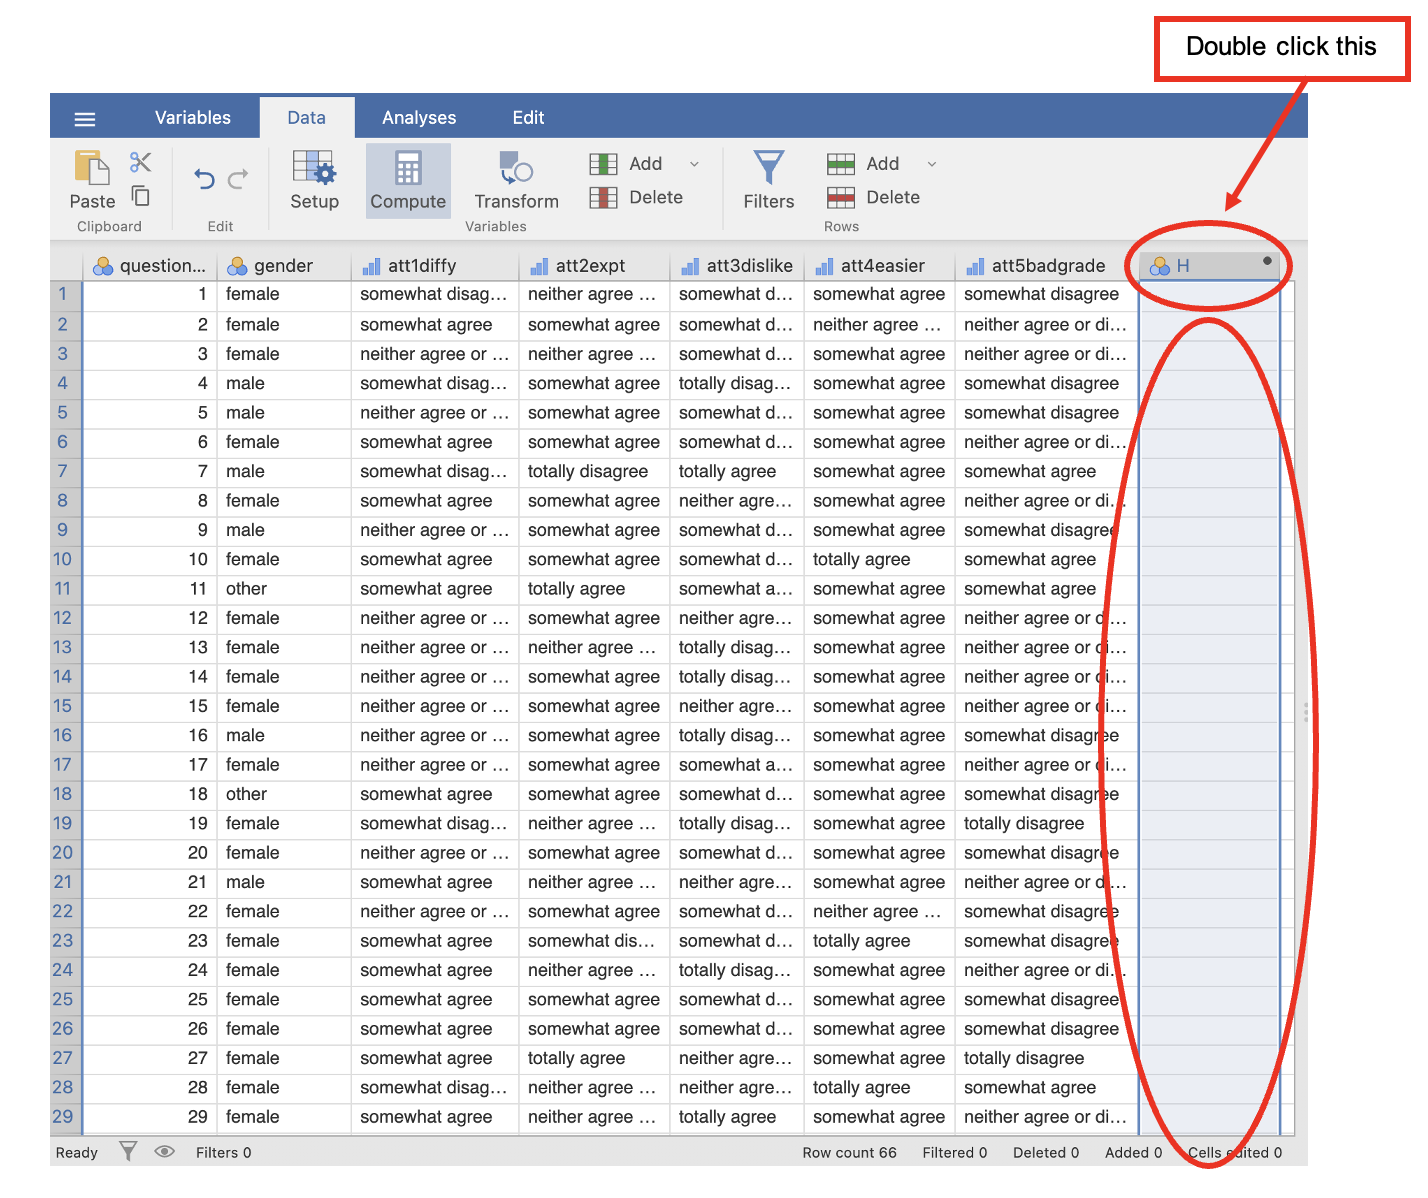 Double click this
Variables Data Analyses Edit
Paste Setup Compute Transform Add Delete Filters Add Delete
Clipboard Edit Variables Rows
question... gender att1diffy att2expt att3dislike att4easier att5badgrade H
1 1 female somewhat disag... neither agree ... somewhat d... somewhat agree somewhat disagree
2 2 female somewhat agree somewhat agree somewhat d... neither agree ... neither agree or di...
3 3 female neither agree or ... neither agree ... somewhat d... somewhat agree neither agree or di...
4 4 male somewhat disag... somewhat agree totally disag... somewhat agree somewhat disagree
5 5 male neither agree or ... somewhat agree somewhat d... somewhat agree somewhat disagree
6 6 female somewhat agree somewhat agree somewhat d... somewhat agree neither agree or di...
7 7 male somewhat disag... totally disagree totally agree somewhat agree somewhat agree
8 8 female somewhat agree somewhat agree neither agre... somewhat agree neither agree or di...
9 9 male neither agree or ... somewhat agree somewhat d... somewhat agree somewhat disagree
10 10 female somewhat agree somewhat agree somewhat d... totally agree somewhat agree
11 11 other somewhat agree totally agree somewhat a... somewhat agree somewhat agree
12 12 female neither agree or ... somewhat agree neither agre... somewhat agree neither agree or d...
13 13 female neither agree or ... neither agree ... totally disag... somewhat agree neither agree or di...
14 14 female neither agree or ... somewhat agree totally disag... somewhat agree neither agree or di...
15 15 female neither agree or ... somewhat agree neither agre... somewhat agree neither agree or di...
16 16 male neither agree or ... somewhat agree totally disag... somewhat agree somewhat disagree
17 17 female neither agree or ... somewhat agree somewhat a... somewhat agree neither agree or di...
18 18 other somewhat agree somewhat agree somewhat d... somewhat agree somewhat disagree
19 19 female somewhat disag... neither agree ... totally disag... somewhat agree totally disagree
20 20 female neither agree or ... somewhat agree somewhat d... somewhat agree somewhat disagree
21 21 male somewhat agree neither agree ... neither agre... somewhat agree neither agree or d...
22 22 female neither agree or ... somewhat agree somewhat d... neither agree ... somewhat disagree
23 23 female somewhat agree somewhat dis... somewhat d... totally agree somewhat disagree
24 24 female somewhat agree neither agree ... totally disag... somewhat agree neither agree or di...
25 25 female somewhat agree somewhat agree somewhat d... somewhat agree somewhat disagree
26 26 female somewhat agree somewhat agree somewhat d... somewhat agree somewhat disagree
27 27 female somewhat agree totally agree neither agre... somewhat agree totally disagree
28 28 female somewhat disag... neither agree ... neither agre... totally agree somewhat agree
29 29 female somewhat agree neither agree ... totally agree somewhat agree neither agree or di...
Ready Filters 0 Row count 66 Filtered 0 Deleted 0 Added 0 Cells edited 0